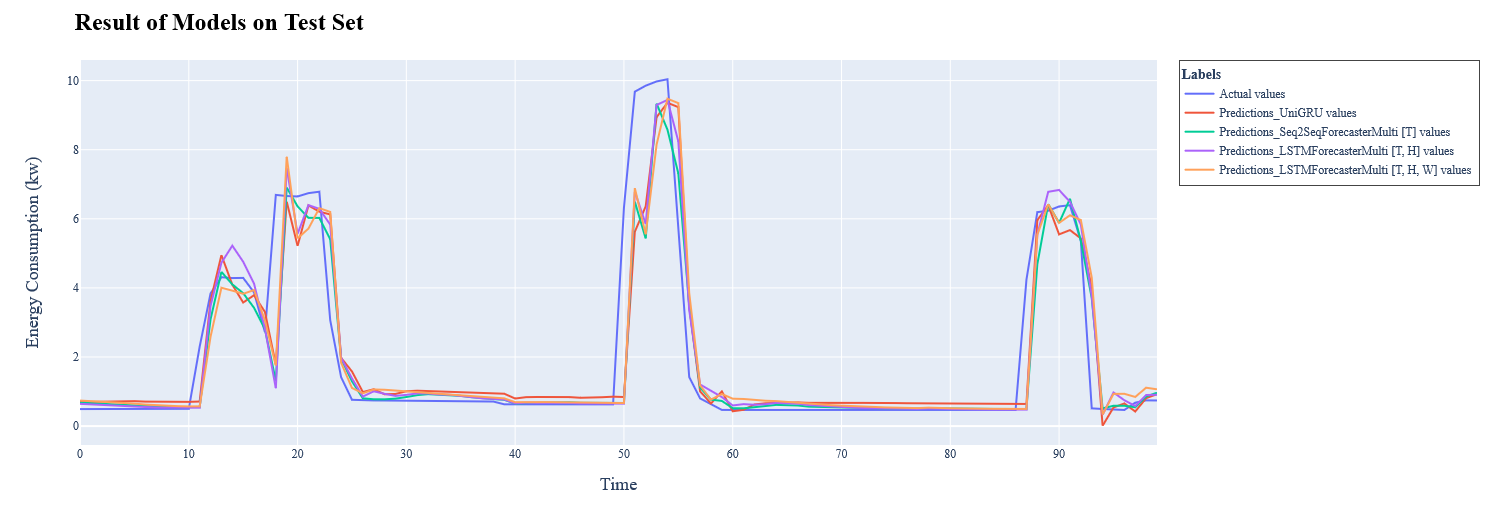 Result of Models on Test Set
Labels
Actual values
Predictions_UniGRU values
Predictions_Seq2SeqForecasterMulti [T] values
Predictions_LSTMForecasterMulti [T, H] values
Predictions_LSTMForecasterMulti [T, H, W] values
Energy Consumption (kw)
10
8
6
4
2
0
0 10 20 30 40 50 60 70 80 90
Time